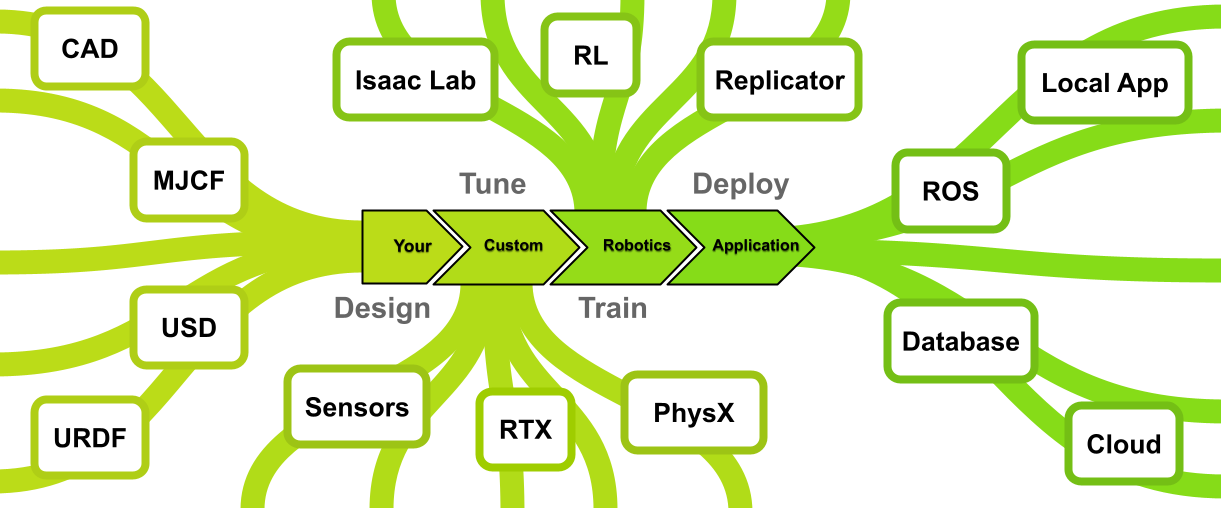 CAD
MJCF
USD
URDF
Isaac Lab
RL
Replicator
Tune
Deploy
Your
Custom
Robotics
Application
Design
Train
Sensors
RTX
PhysX
Local App
ROS
Database
Cloud